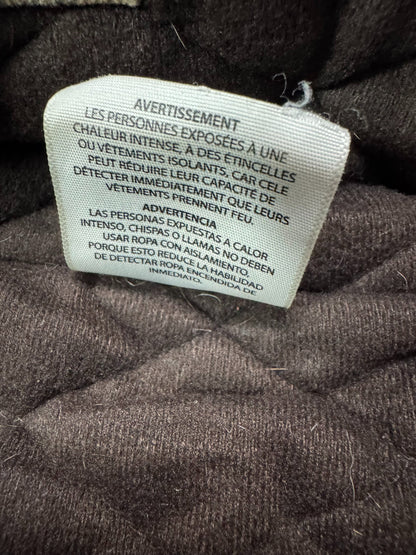 AVERTISSEMENT
LES PERSONNES EXPOSÉES À UNE
CHALEUR INTENSE, À DES ÉTINCELLES
OU VÊTEMENTS ISOLANTS, CAR CELE
PEUT RÉDUIRE LEUR CAPACITÉ DE
DÉTECTER IMMÉDIATEMENT QUE LEURS
VÊTEMENTS PRENNENT FEU.
ADVERTENCIA
LAS PERSONAS EXPUESTAS A CALOR
INTENSO, CHISPAS O LLAMAS NO DEBEN
USAR ROPA CON AISLAMIENTO.
PORQUE ESTO REDUCE LA HABILIDAD
DE DETECTAR ROPA ENCENDIDA DE
INMEDIATO.